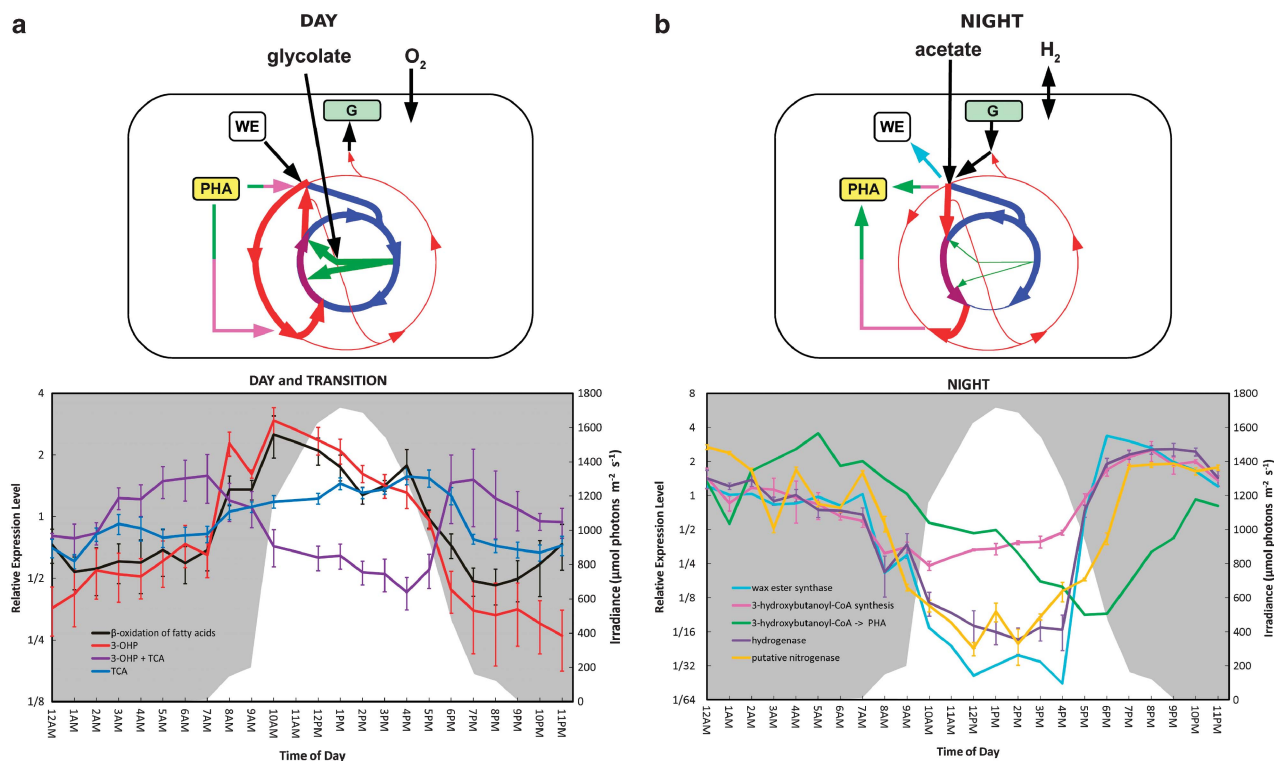 a
DAY
glycolate
O2
G
WE
PHA
DAY and TRANSITION
4
2
1
1/2
1/4
1/8
Relative Expression Level
β-oxidation of fatty acids
3-OHP
3-OHP + TCA
TCA
1800
1600
1400
1200
1000
800
600
400
200
0
Irradiance (μmol photons m-2 s-1)
12AM
1AM
2AM
3AM
4AM
5AM
6AM
7AM
8AM
9AM
10AM
11AM
12PM
1PM
2PM
3PM
4PM
5PM
6PM
7PM
8PM
9PM
10PM
11PM
Time of Day
b
NIGHT
acetate
H2
G
WE
PHA
NIGHT
8
4
2
1
1/2
1/4
1/8
1/16
1/32
1/64
Relative Expression Level
wax ester synthase
3-hydroxybutanoyl-CoA synthesis
3-hydroxybutanoyl-CoA -> PHA
hydrogenase
putative nitrogenase
1800
1600
1400
1200
1000
800
600
400
200
0
Irradiance (μmol photons m-2 s-1)
12AM
1AM
2AM
3AM
4AM
5AM
6AM
7AM
8AM
9AM
10AM
11AM
12PM
1PM
2PM
3PM
4PM
5PM
6PM
7PM
8PM
9PM
10PM
11PM
Time of Day